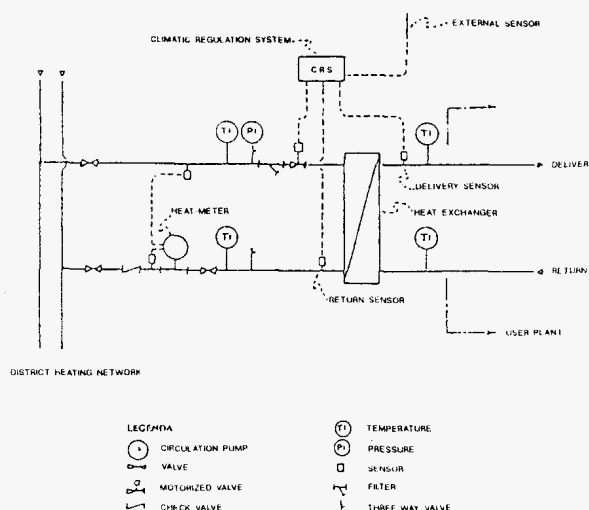 EXTERNAL SENSOR
CLIMATIC REGULATION SYSTEM
CRS
TI
PI
TI
DELIVER
DELIVERY SENSOR
HEAT-METER
HEAT EXCHANGER
TI
TI
RETURN
RETURN SENSOR
USER PLANT
DISTRICT HEATING NETWORK
LEGENDA
CIRCULATION PUMP
VALVE
MOTORIZED VALVE
CHECK VALVE
TI TEMPERATURE
PI PRESSURE
SENSOR
FILTER
THREE WAY VALVE